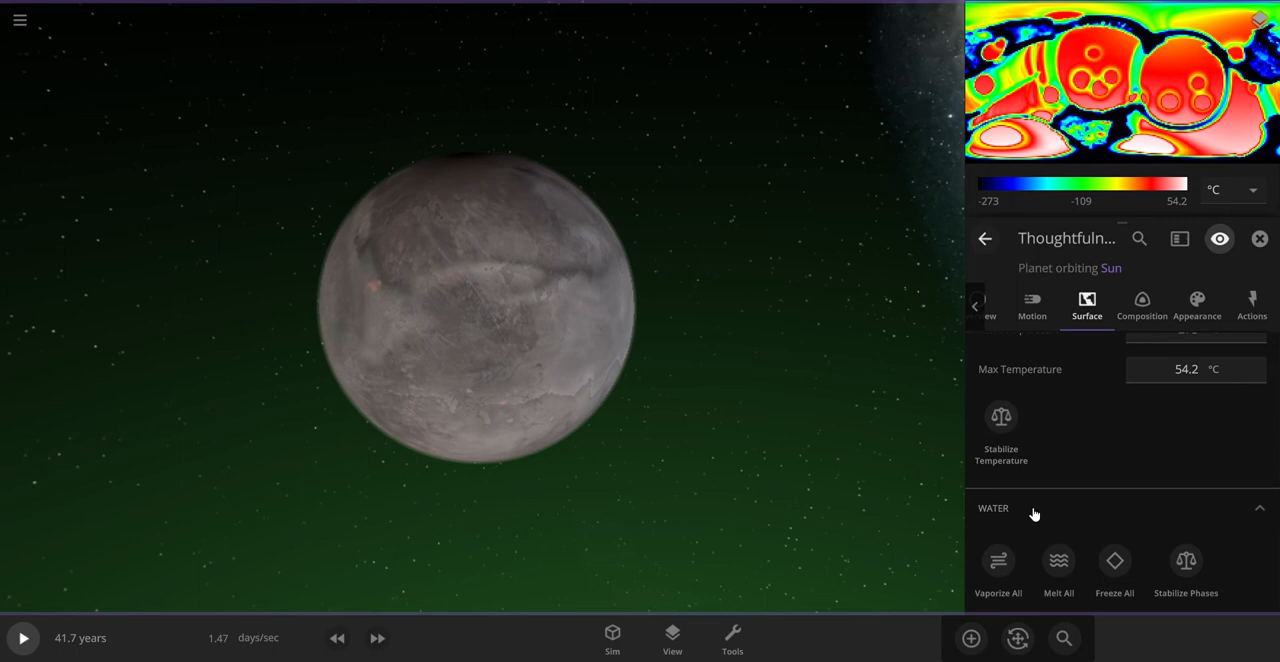 °C
-273 -109 54.2
Thoughtfuln...
Planet orbiting Sun
ew Motion Surface Composition Appearance Actions
Max Temperature 54.2 °C
Stabilize
Temperature
WATER
Vaporize All Melt All Freeze All Stabilize Phases
41.7 years 1.47 days/sec Sim View Tools